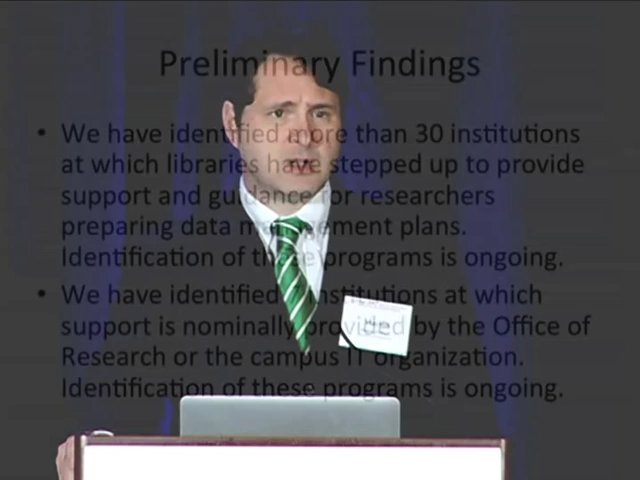 Preliminary Findings
• We have identified more than 30 institutions
at which libraries have stepped up to provide
support and guidance for researchers
preparing data management plans.
Identification of these programs is ongoing.
• We have identified 7 institutions at which
support is nominally provided by the Office of
Research or the campus IT organization.
Identification of these programs is ongoing.